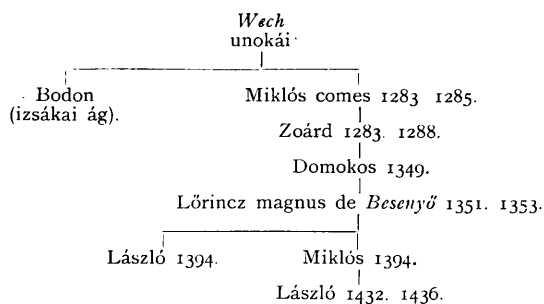 Wech
unokái
Bodon Miklós comes 1283 1285.
(izsákai ág). Zoárd 1283. 1288.
Domokos 1349.
Lőrincz magnus de Besenyő 1351. 1353.
László 1394. Miklós 1394.
László 1432. 1436.